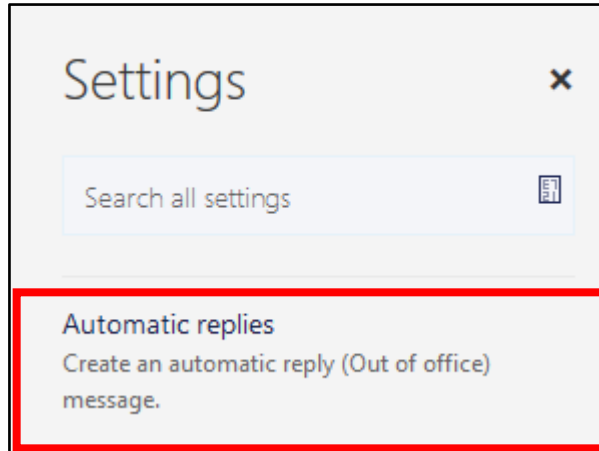 Settings
Search all settings
Automatic replies
Create an automatic reply (Out of office)
message.